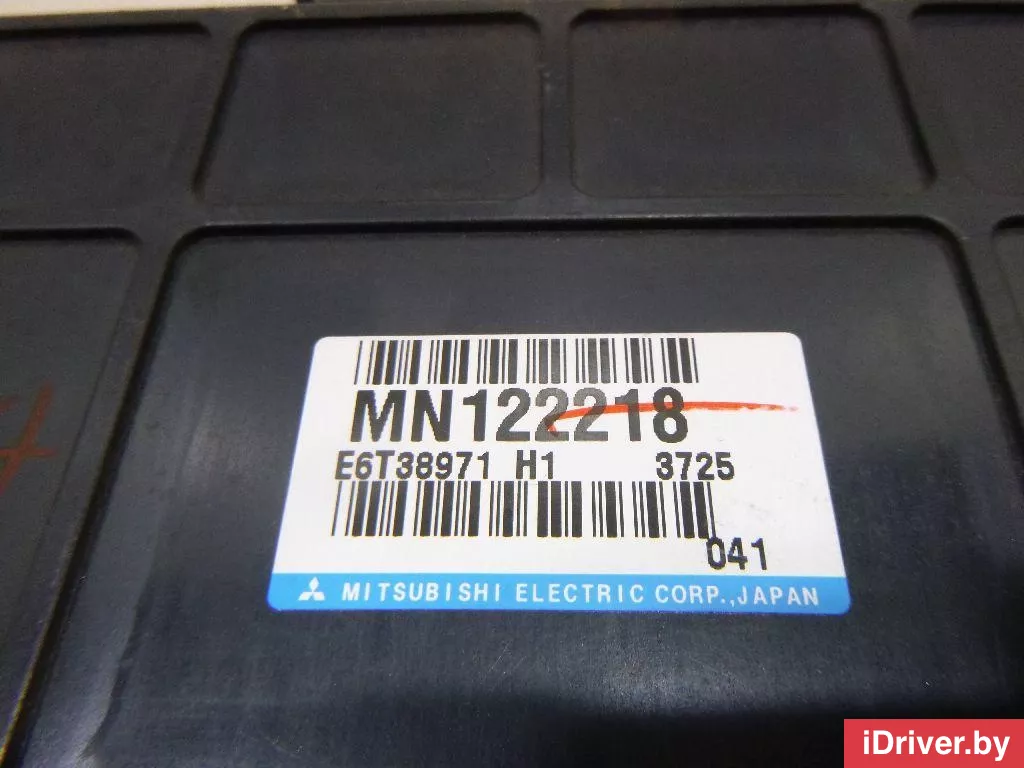 MN122218
E6T38971 H1 3725
041
MITSUBISHI ELECTRIC CORP.,JAPAN
iDriver.by